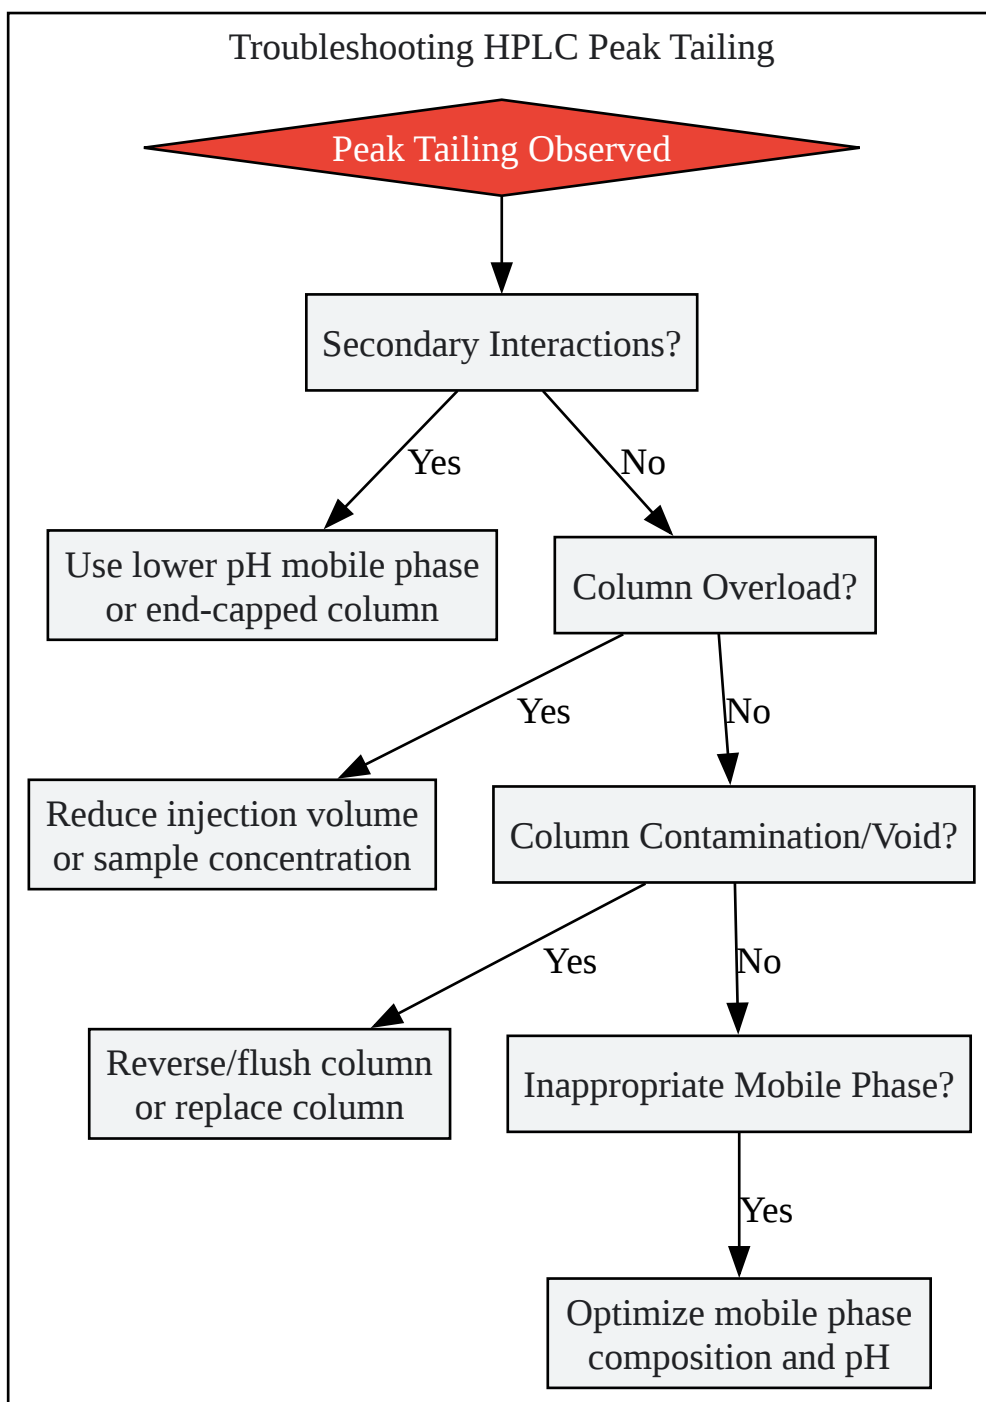 Troubleshooting HPLC Peak Tailing
Peak Tailing Observed
Secondary Interactions?
Yes
No
Use lower pH mobile phase
or end-capped column
Column Overload?
Yes
No
Reduce injection volume
or sample concentration
Column Contamination/Void?
Yes
No
Reverse/flush column
or replace column
Inappropriate Mobile Phase?
Yes
Optimize mobile phase
composition and pH